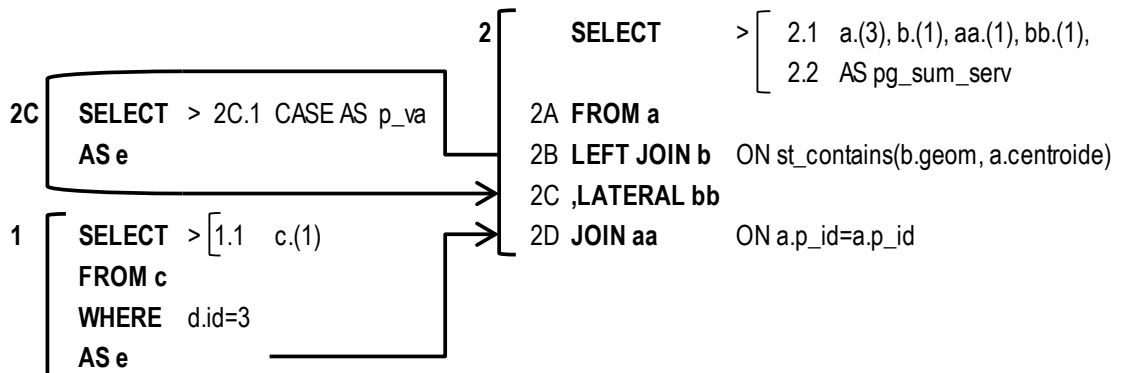 2 SELECT > 2.1 a.(3), b.(1), aa.(1), bb.(1),
2.2 AS pg_sum_serv
2C SELECT > 2C.1 CASE AS p_va
AS e
2A FROM a
2B LEFT JOIN b ON st_contains(b.geom, a.centroide)
2C ,LATERAL bb
2D JOIN aa ON a.p_id=a.p_id
1 SELECT > 1.1 c.(1)
FROM c
WHERE d.id=3
AS e